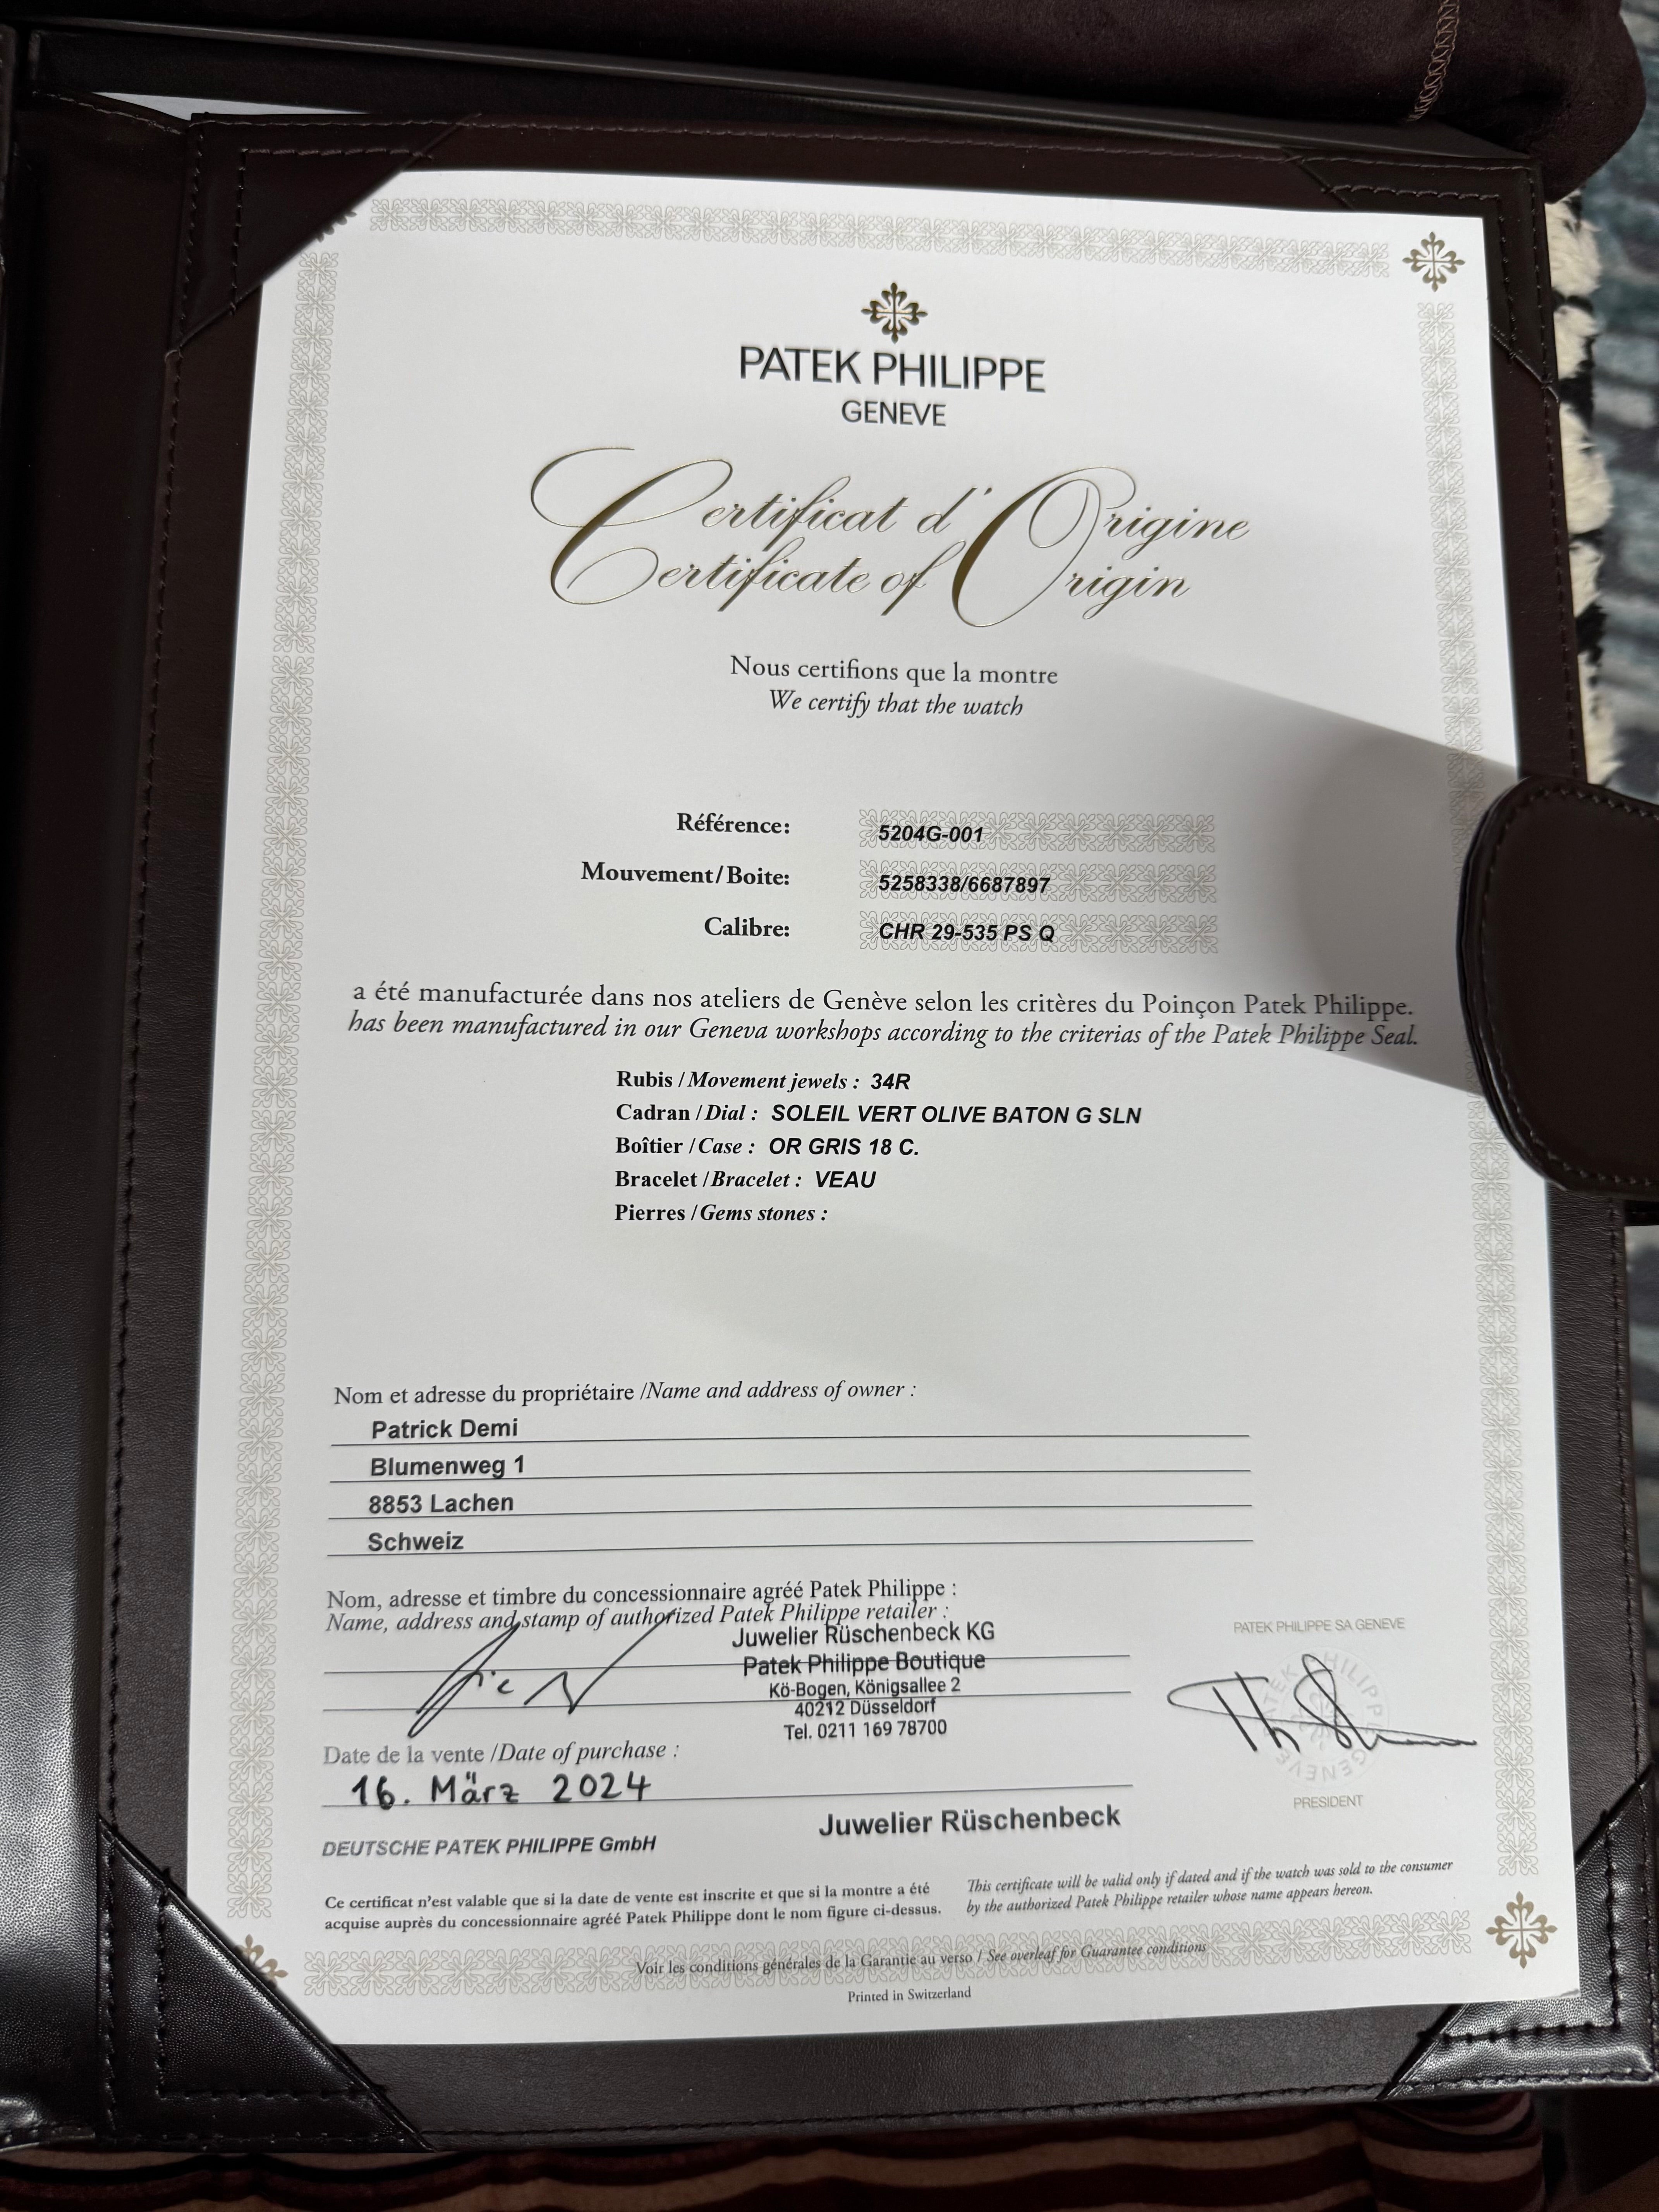 PATEK PHILIPPE
GENEVE
Certificat d'Origine
Certificate of Origin
Nous certifions que la montre
We certify that the watch
Référence: 5204G-001
Mouvement/Boite: 5258338/6687897
Calibre: CHR 29-535 PS Q
a été manufacturée dans nos ateliers de Genève selon les critères du Poinçon Patek Philippe.
has been manufactured in our Geneva workshops according to the criterias of the Patek Philippe Seal.
Rubis / Movement jewels : 34R
Cadran / Dial : SOLEIL VERT OLIVE BATON G SLN
Boîtier / Case : OR GRIS 18 C.
Bracelet / Bracelet : VEAU
Pierres / Gems stones :
Nom et adresse du propriétaire /Name and address of owner :
Patrick Demi
Blumenweg 1
8853 Lachen
Schweiz
Nom, adresse et timbre du concessionnaire agréé Patek Philippe :
Name, address and stamp of authorized Patek Philippe retailer :
Juwelier Rüschenbeck KG
Patek Philippe Boutique
Kö-Bogen, Königsallee 2
40212 Düsseldorf
Tel. 0211 169 78700
PATEK PHILIPPE SA GENEVE
PATEK PHILIPPE GENEVE
PRESIDENT
Date de la vente /Date of purchase :
16. März 2024
Juwelier Rüschenbeck
DEUTSCHE PATEK PHILIPPE GmbH
Ce certificat n'est valable que si la date de vente est inscrite et que si la montre a été
acquise auprès du concessionnaire agréé Patek Philippe dont le nom figure ci-dessus.
This certificate will be valid only if dated and if the watch was sold to the consumer
by the authorized Patek Philippe retailer whose name appears hereon.
Voir les conditions générales de la Garantie au verso / See overleaf for Guarantee conditions
Printed in Switzerland